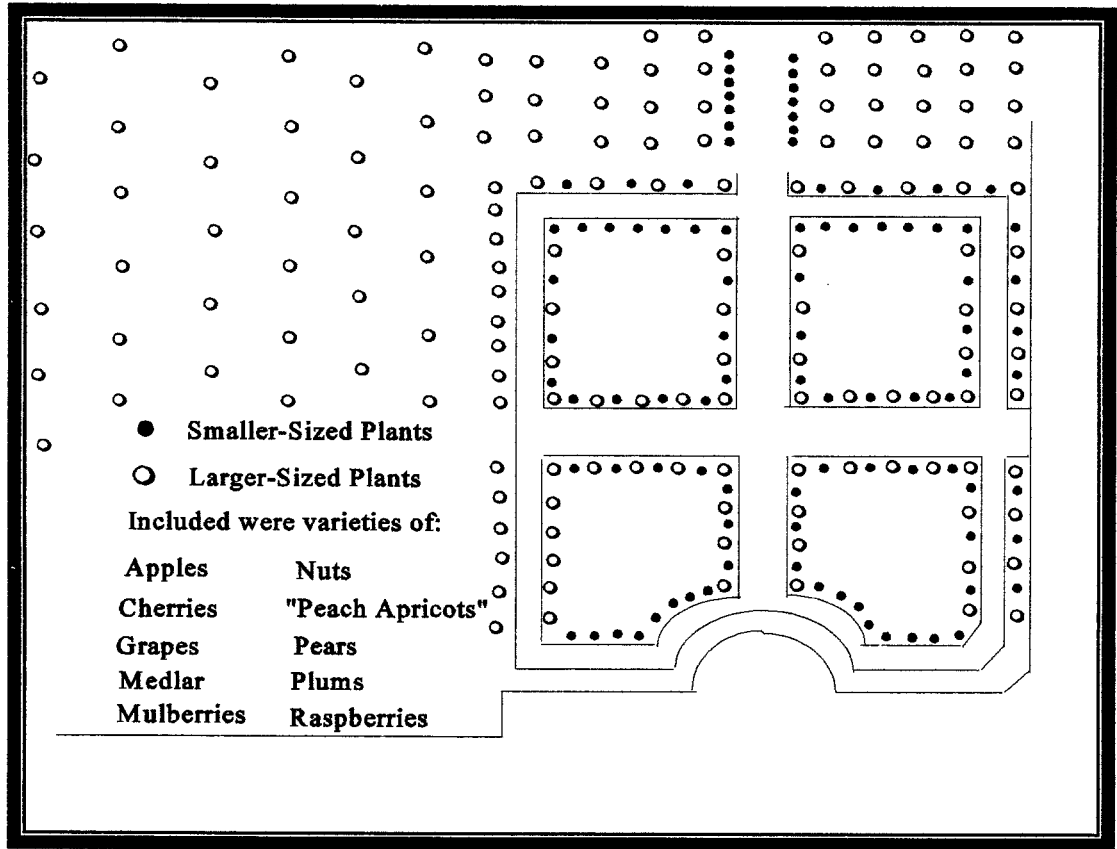 Smaller-Sized Plants
Larger-Sized Plants
Included were varieties of:
Apples
Nuts
Cherries
"Peach Apricots"
Grapes
Pears
Medlar
Plums
Mulberries
Raspberries